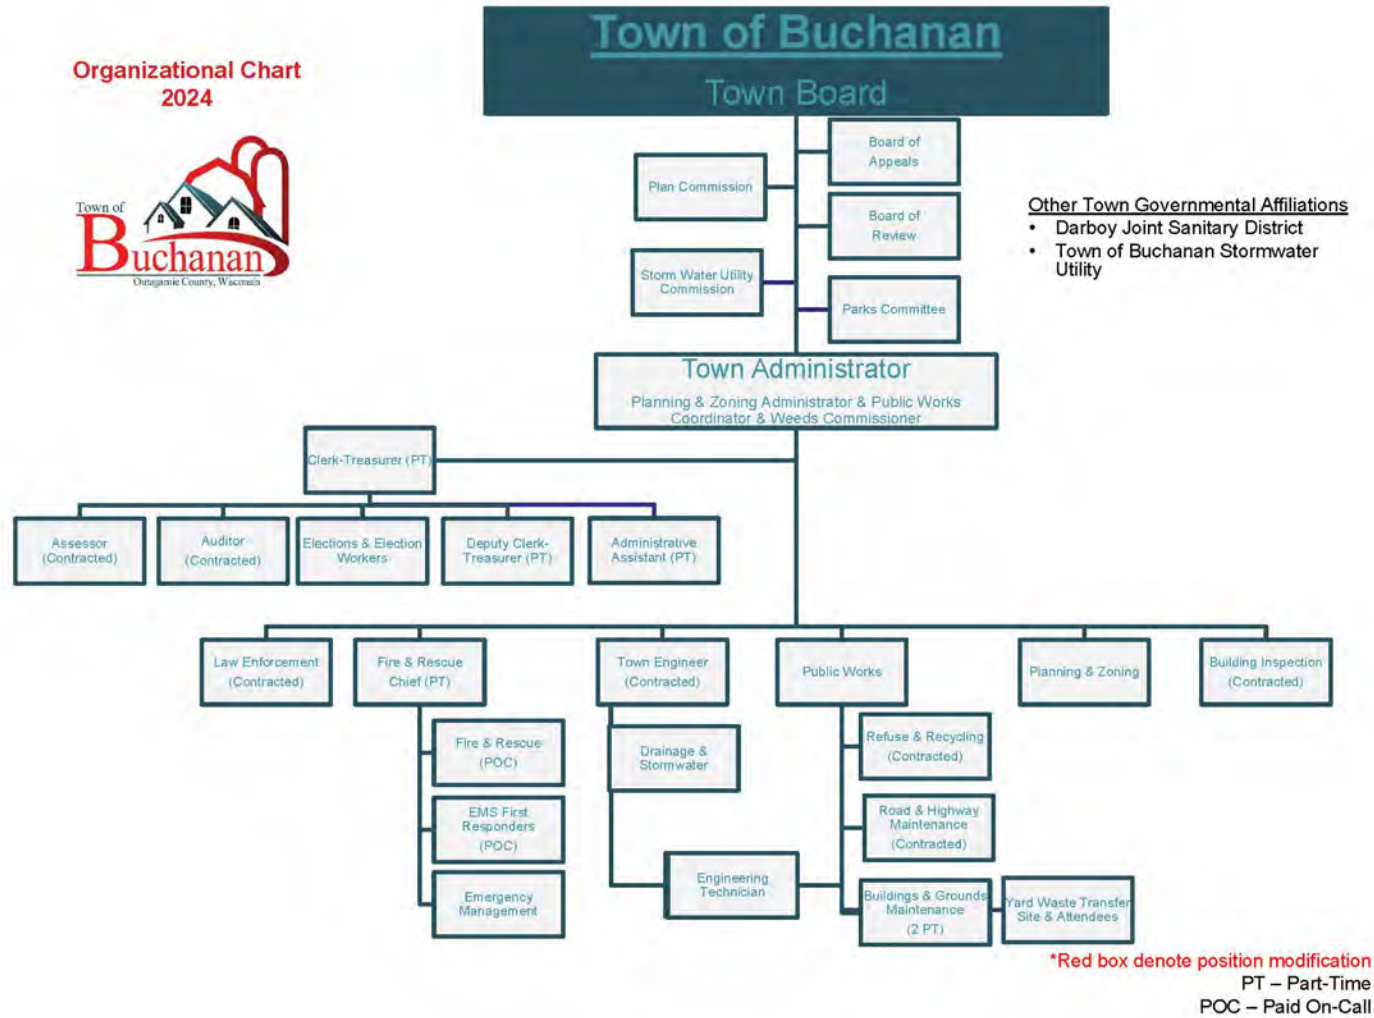 Town of Buchanan
Town Board
Organizational Chart
2024
Town of
Buchanan
Outagamie County, Wisconsin
Board of
Appeals
Plan Commission
Board of
Review
Storm Water Utility
Commission
Parks Committee
Other Town Governmental Affiliations
• Darboy Joint Sanitary District
• Town of Buchanan Stormwater
Utility
Town Administrator
Planning & Zoning Administrator & Public Works
Coordinator & Weeds Commissioner
Clerk-Treasurer (PT)
Assessor
(Contracted)
Auditor
(Contracted)
Elections & Election
Workers
Deputy Clerk-
Treasurer (PT)
Administrative
Assistant (PT)
Law Enforcement
(Contracted)
Fire & Rescue
Chief (PT)
Town Engineer
(Contracted)
Public Works
Planning & Zoning
Building Inspection
(Contracted)
Fire & Rescue
(POC)
EMS First
Responders
(POC)
Emergency
Management
Drainage &
Stormwater
Engineering
Technician
Refuse & Recycling
(Contracted)
Road & Highway
Maintenance
(Contracted)
Buildings & Grounds
Maintenance
(2 PT)
Yard Waste Transfer
Site & Attendees
*Red box denote position modification
PT – Part-Time
POC – Paid On-Call